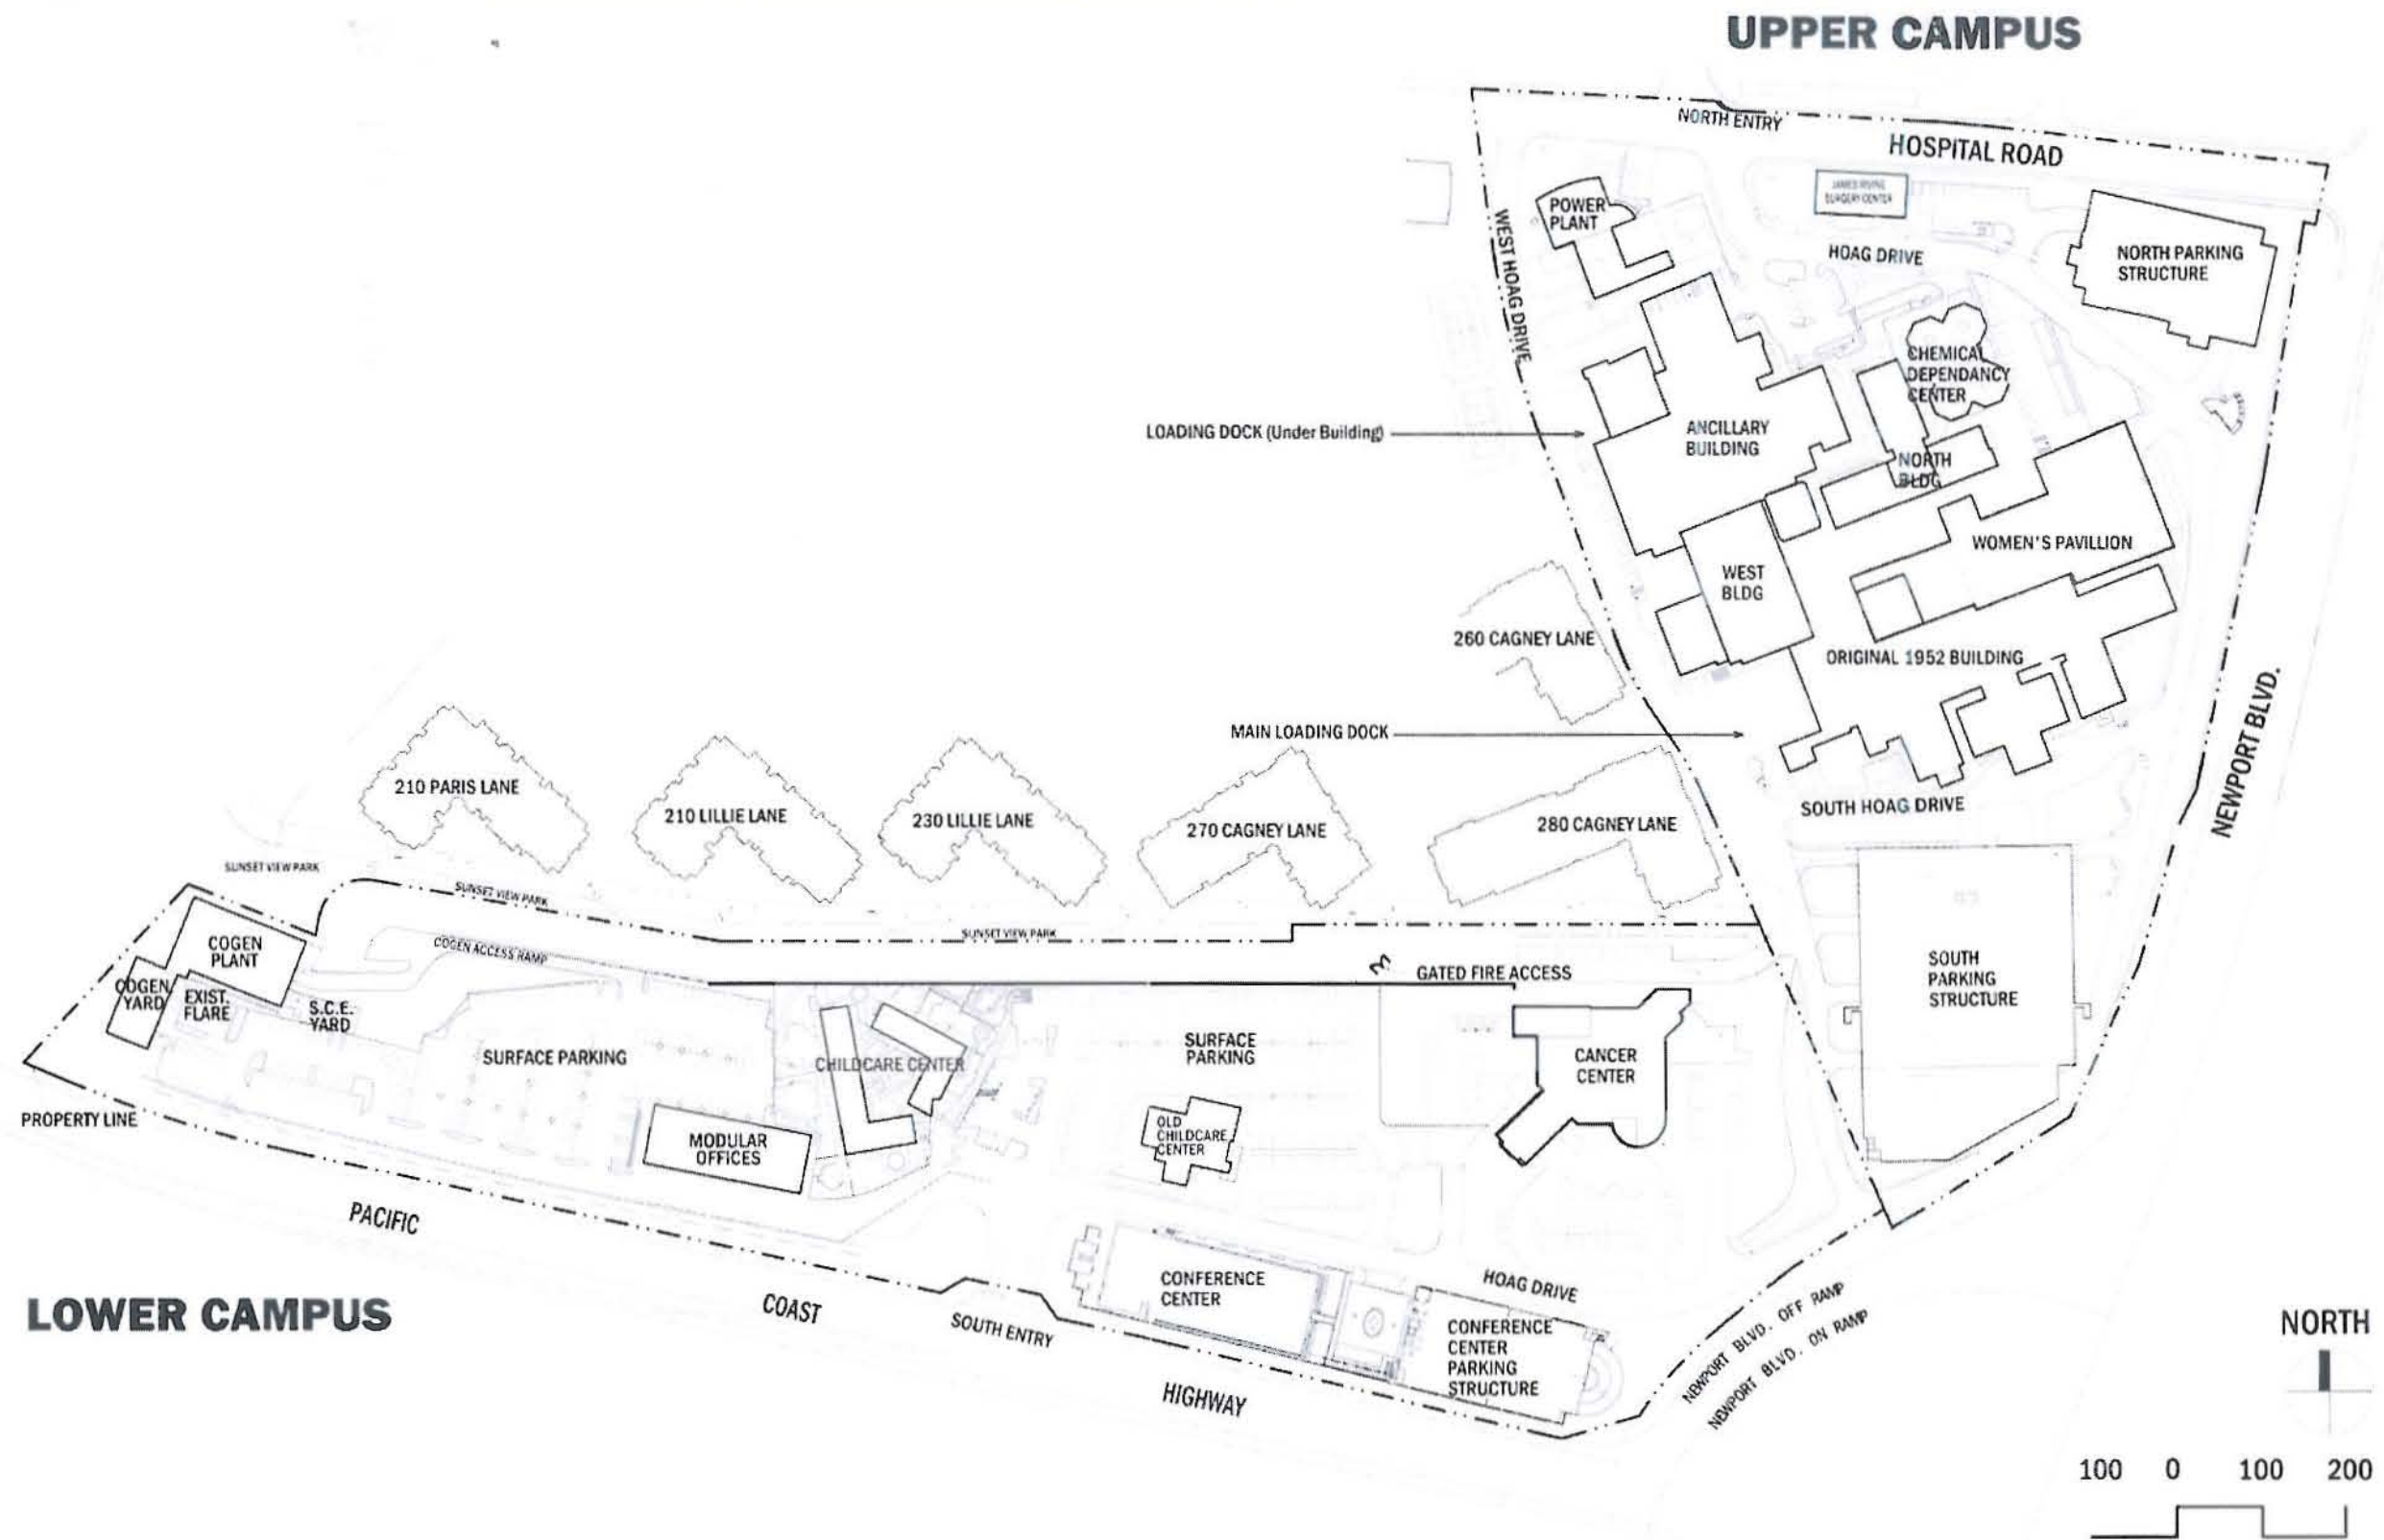 UPPER CAMPUS
NORTH ENTRY
HOSPITAL ROAD
JAMES IRVINE
SURGERY CENTER
POWER
PLANT
WEST HOAG DRIVE
HOAG DRIVE
NORTH PARKING
STRUCTURE
CHEMICAL
DEPENDANCY
CENTER
LOADING DOCK (Under Building)
ANCILLARY
BUILDING
NORTH
BLDG
WOMEN'S PAVILLION
WEST
BLDG
260 CAGNEY LANE
ORIGINAL 1952 BUILDING
MAIN LOADING DOCK
NEWPORT BLVD.
210 PARIS LANE
210 LILLIE LANE
230 LILLIE LANE
270 CAGNEY LANE
280 CAGNEY LANE
SOUTH HOAG DRIVE
SUNSET VIEW PARK
SUNSET VIEW PARK
SUNSET VIEW PARK
COGEN
PLANT
COGEN ACCESS RAMP
GATED FIRE ACCESS
SOUTH
PARKING
STRUCTURE
COGEN
YARD
EXIST.
FLARE
S.C.E.
YARD
SURFACE PARKING
CHILDCARE CENTER
SURFACE
PARKING
CANCER
CENTER
PROPERTY LINE
MODULAR
OFFICES
OLD
CHILDCARE
CENTER
PACIFIC
COAST
HIGHWAY
LOWER CAMPUS
SOUTH ENTRY
CONFERENCE
CENTER
HOAG DRIVE
CONFERENCE
CENTER
PARKING
STRUCTURE
NEWPORT BLVD. OFF RAMP
NEWPORT BLVD. ON RAMP
NORTH
100 0 100 200